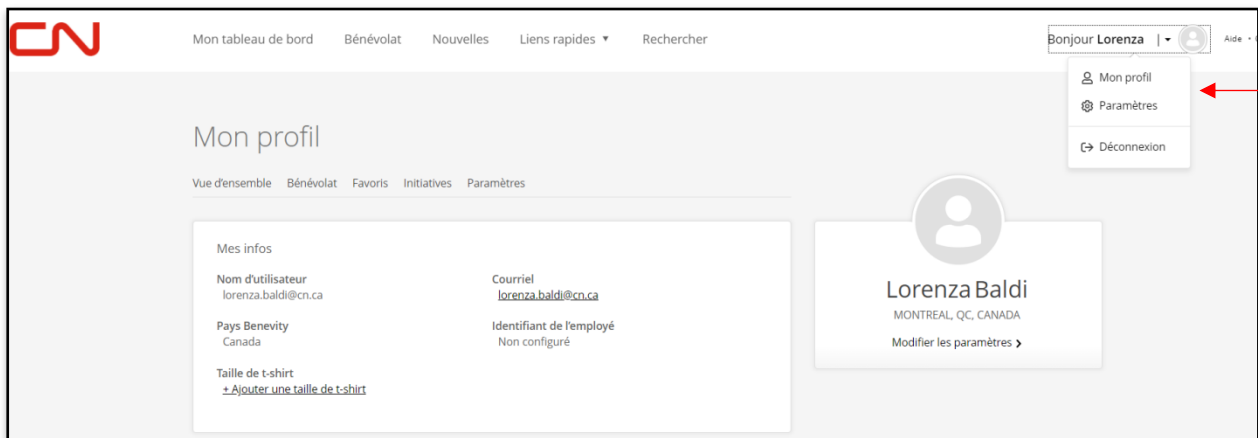 CN
Mon tableau de bord Bénévolat Nouvelles Liens rapides ▼ Rechercher Bonjour Lorenza | ▾ Aide •
Mon profil
Paramètres
Déconnexion
Mon profil
Vue d'ensemble Bénévolat Favoris Initiatives Paramètres
Mes infos
Nom d'utilisateur Courriel
lorenza.baldi@cn.ca lorenza.baldi@cn.ca
Pays Benevity Identifiant de l'employé
Canada Non configuré
Taille de t-shirt
+ Ajouter une taille de t-shirt
Lorenza Baldi
MONTREAL, QC, CANADA
Modifier les paramètres >